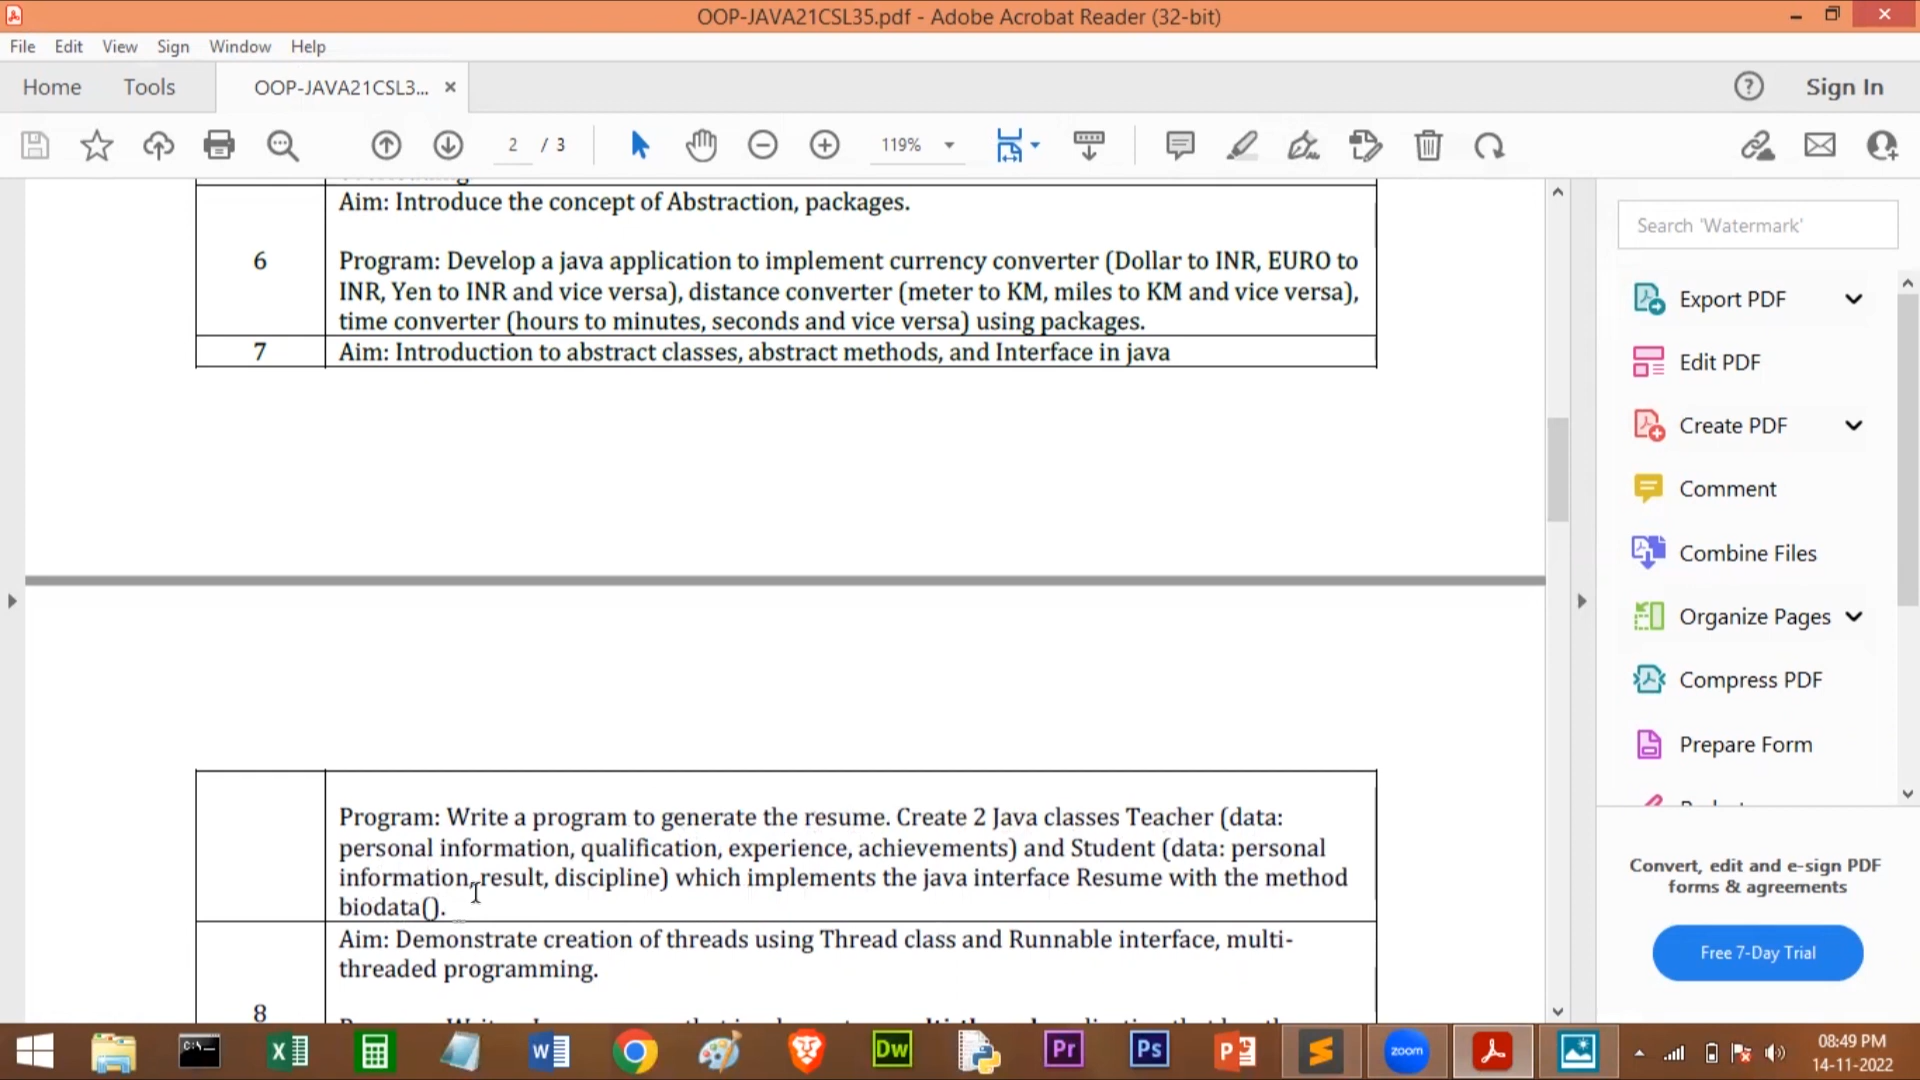 OOP-JAVA21CSL35.pdf - Adobe Acrobat Reader (32-bit)
File Edit View Sign Window Help
Home Tools OOP-JAVA21CSL3... × Sign In
2 / 3 119%
Aim: Introduce the concept of Abstraction, packages.
6
Program: Develop a java application to implement currency converter (Dollar to INR, EURO to
INR, Yen to INR and vice versa), distance converter (meter to KM, miles to KM and vice versa),
time converter (hours to minutes, seconds and vice versa) using packages.
7 Aim: Introduction to abstract classes, abstract methods, and Interface in java
Program: Write a program to generate the resume. Create 2 Java classes Teacher (data:
personal information, qualification, experience, achievements) and Student (data: personal
information, result, discipline) which implements the java interface Resume with the method
biodata().
Aim: Demonstrate creation of threads using Thread class and Runnable interface, multi-
threaded programming.
8
Search 'Watermark'
Export PDF
Edit PDF
Create PDF
Comment
Combine Files
Organize Pages
Compress PDF
Prepare Form
Convert, edit and e-sign PDF
forms & agreements
Free 7-Day Trial
C:\ Dw Pr Ps zoom
08:49 PM
14-11-2022